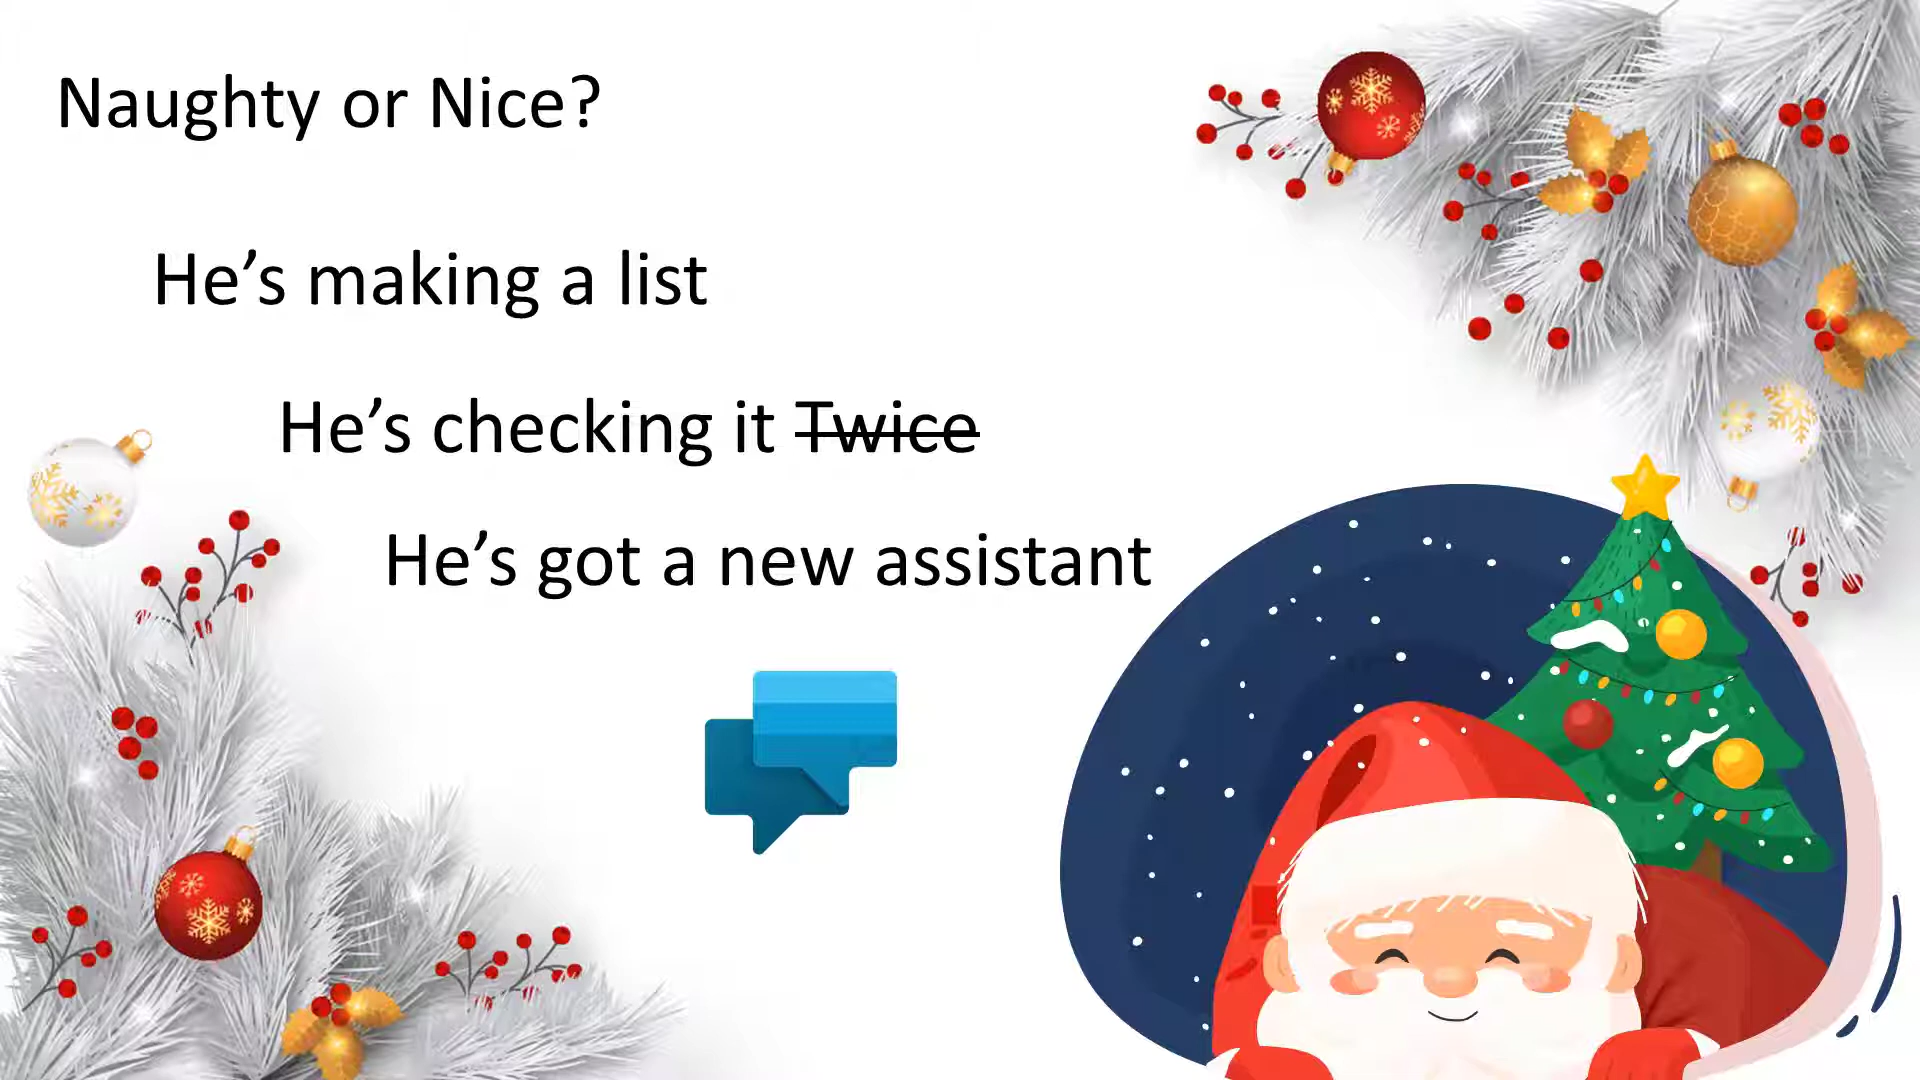 Naughty or Nice?
He’s making a list
He’s checking it Twice
He’s got a new assistant